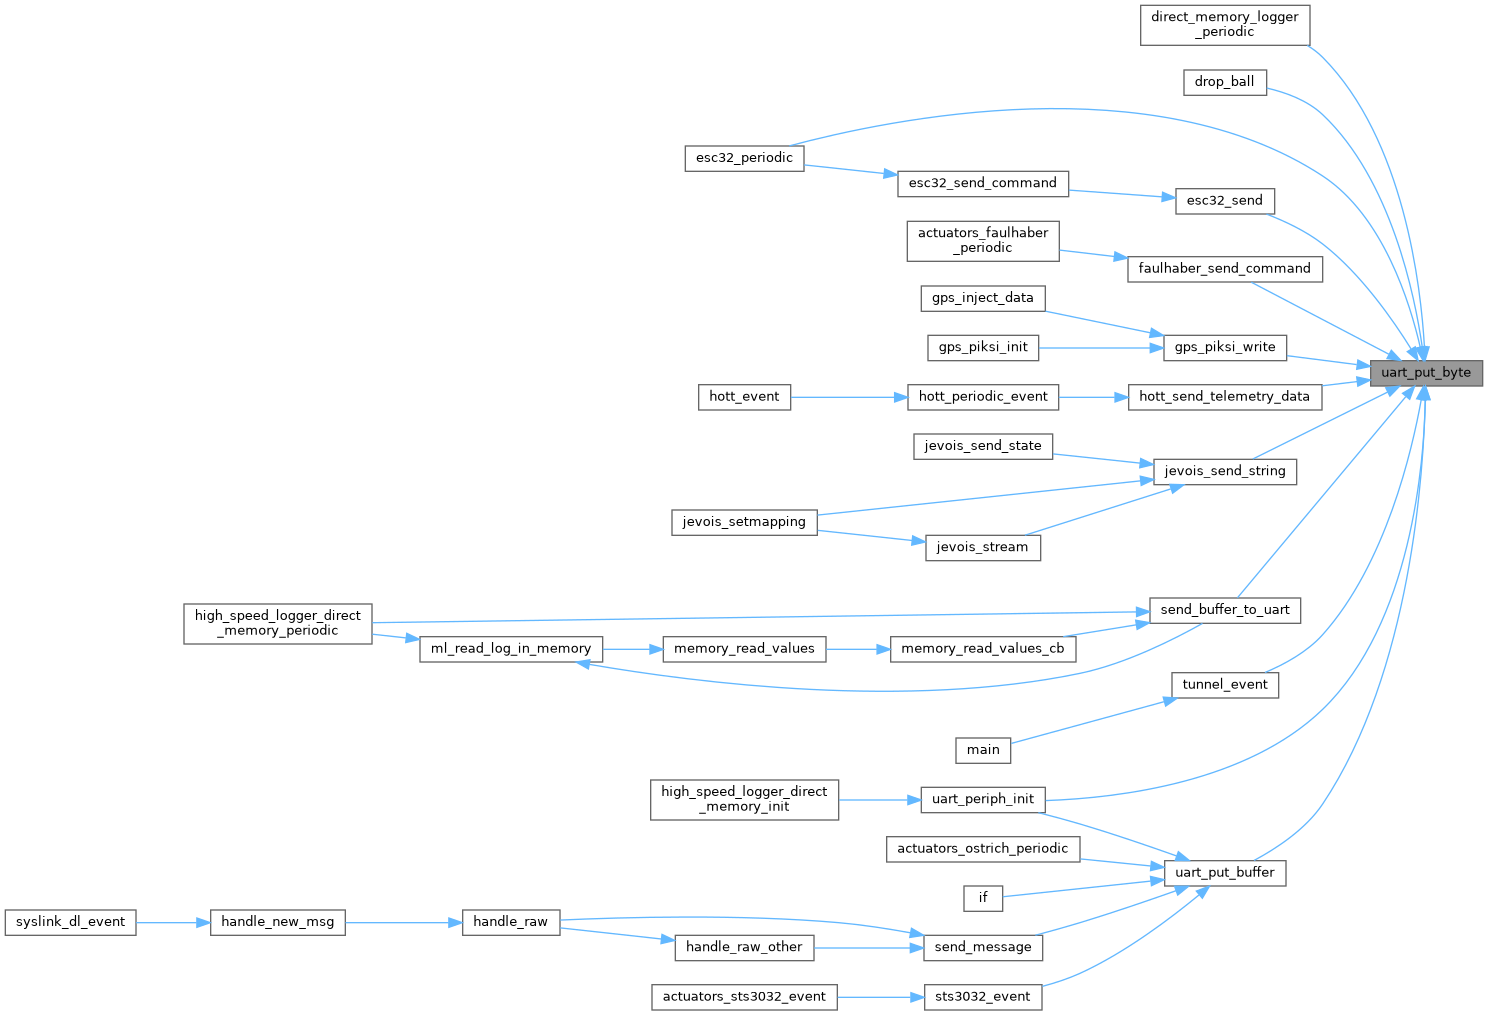 direct_memory_logger
_periodic
drop_ball
esc32_periodic
esc32_send_command
esc32_send
actuators_faulhaber
_periodic
faulhaber_send_command
gps_inject_data
gps_piksi_init
gps_piksi_write
uart_put_byte
hott_event
hott_periodic_event
hott_send_telemetry_data
jevois_send_state
jevois_send_string
jevois_setmapping
jevois_stream
high_speed_logger_direct
_memory_periodic
send_buffer_to_uart
ml_read_log_in_memory
memory_read_values
memory_read_values_cb
tunnel_event
main
high_speed_logger_direct
_memory_init
uart_periph_init
actuators_ostrich_periodic
uart_put_buffer
if
syslink_dl_event
handle_new_msg
handle_raw
handle_raw_other
send_message
actuators_sts3032_event
sts3032_event